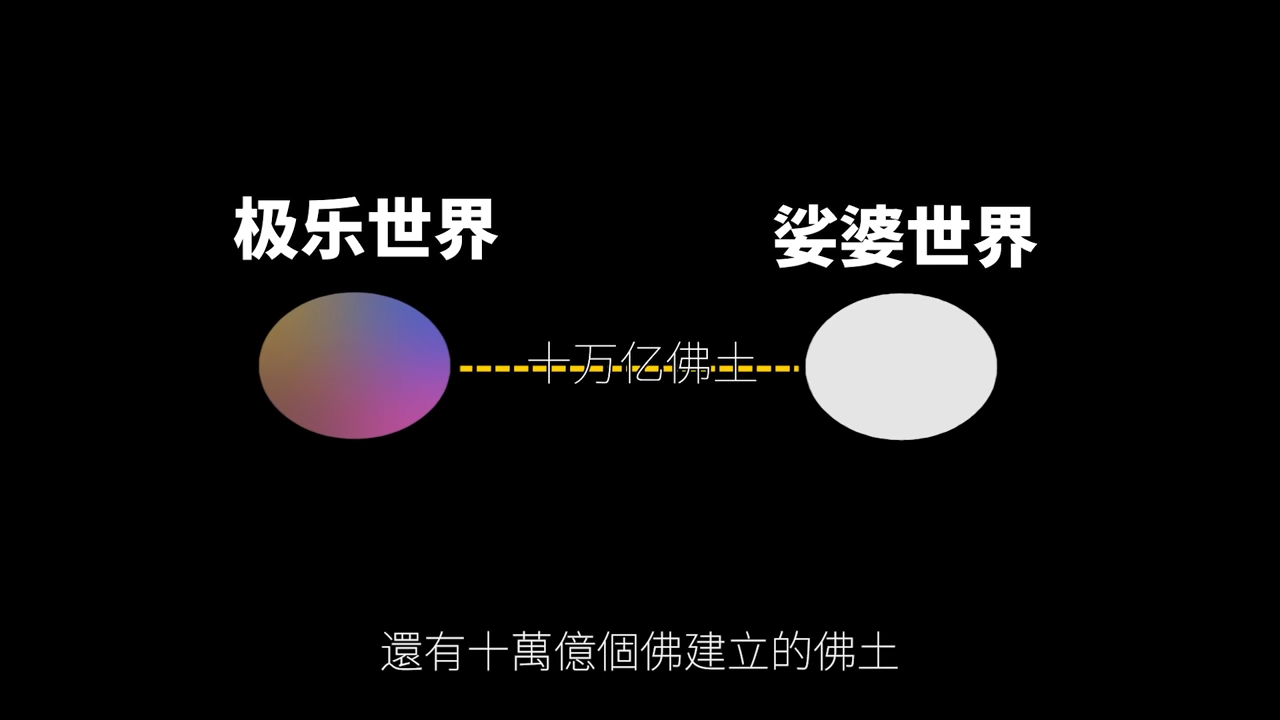 极乐世界
娑婆世界
十万亿佛土
還有十萬億個佛建立的佛土